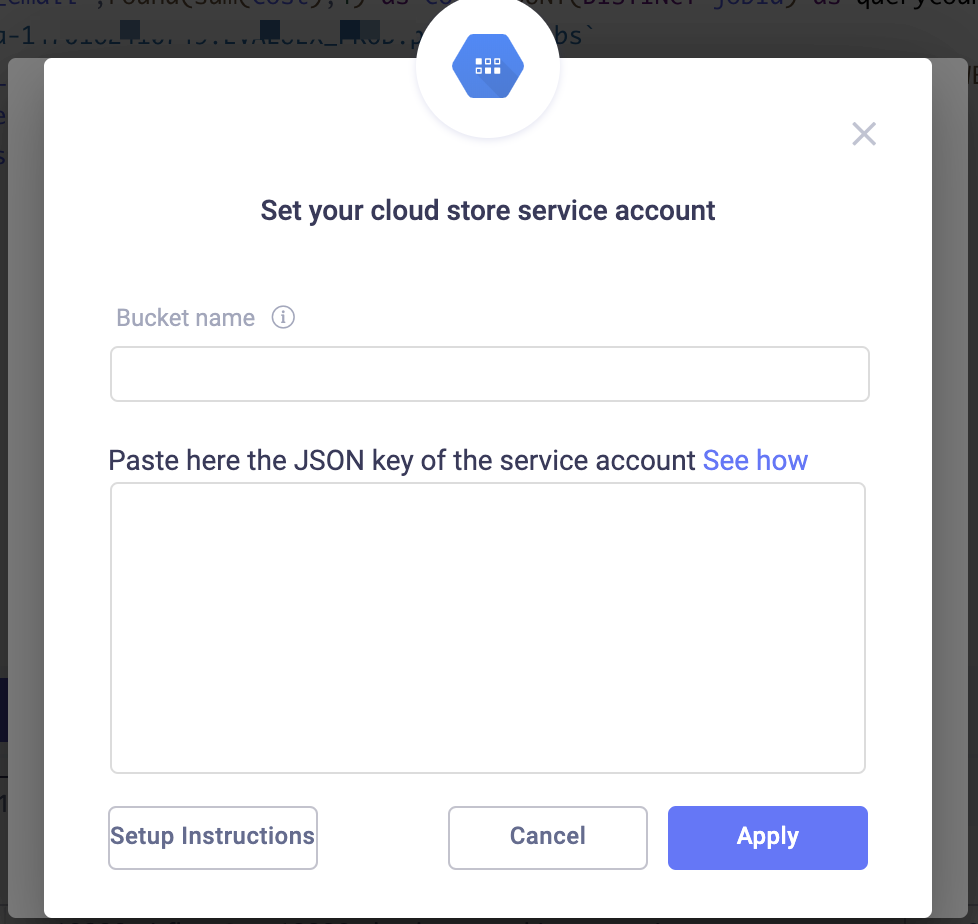 Set your cloud store service account
Bucket name
Paste here the JSON key of the service account See how
Setup Instructions
Cancel
Apply